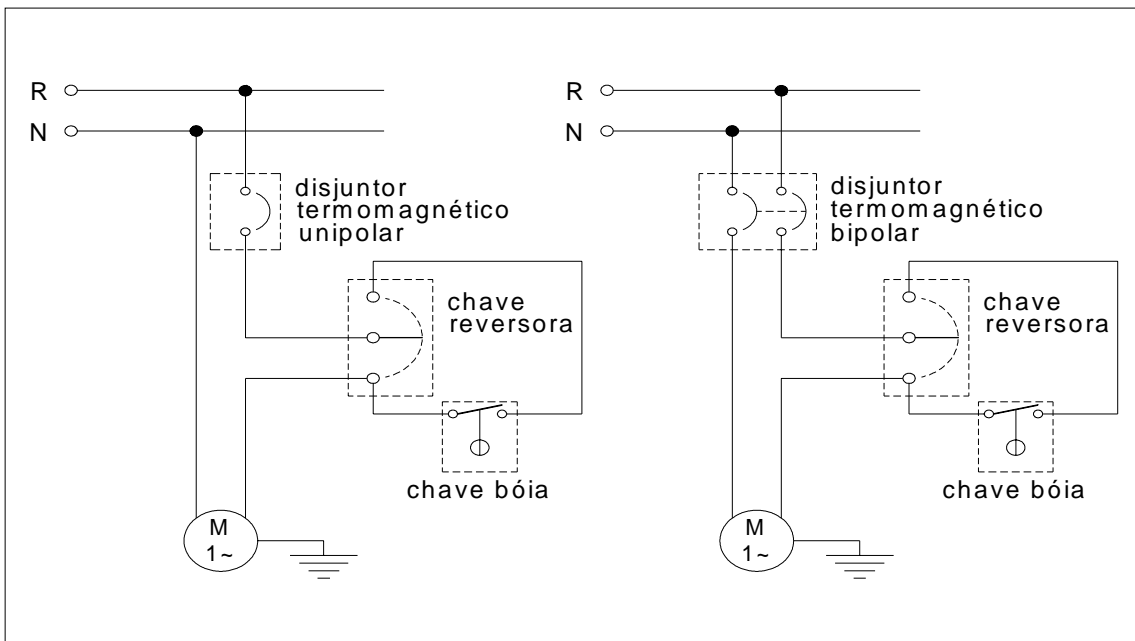 R
N
disjuntor
termomagnético
unipolar
chave
reversora
chave bóia
M
1~
R
N
disjuntor
termomagnético
bipolar
chave
reversora
chave bóia
M
1~